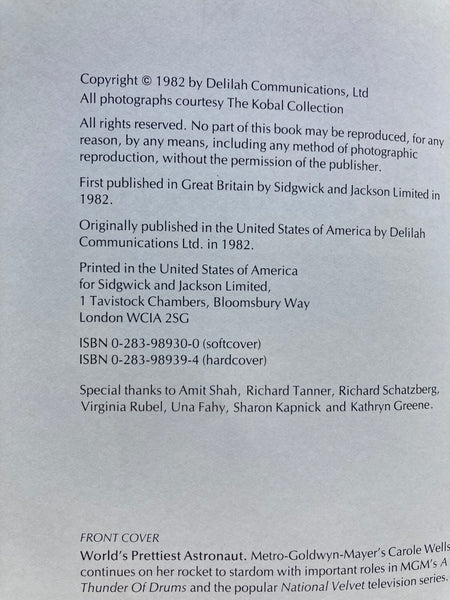 Copyright © 1982 by Delilah Communications, Ltd
All photographs courtesy The Kobal Collection
All rights reserved. No part of this book may be reproduced, for any
reason, by any means, including any method of photographic
reproduction, without the permission of the publisher.
First published in Great Britain by Sidgwick and Jackson Limited in
1982.
Originally published in the United States of America by Delilah
Communications Ltd. in 1982.
Printed in the United States of America
for Sidgwick and Jackson Limited,
1 Tavistock Chambers, Bloomsbury Way
London WCIA 2SG
ISBN 0-283-98930-0 (softcover)
ISBN 0-283-98939-4 (hardcover)
Special thanks to Amit Shah, Richard Tanner, Richard Schatzberg,
Virginia Rubel, Una Fahy, Sharon Kapnick and Kathryn Greene.
FRONT COVER
World's Prettiest Astronaut. Metro-Goldwyn-Mayer's Carole Wells
continues on her rocket to stardom with important roles in MGM's A
Thunder Of Drums and the popular National Velvet television series.